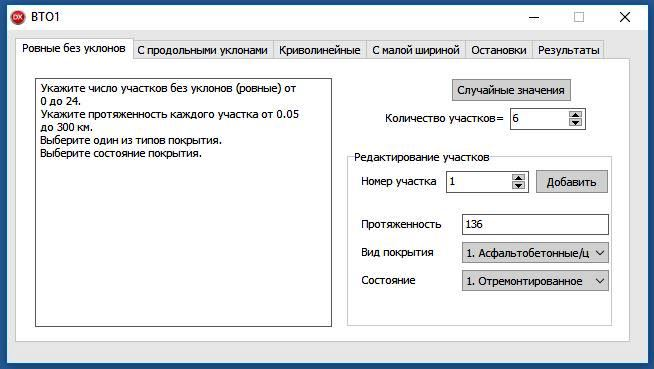 DX BTO1
Ровные без уклонов С продольными уклонами Криволинейные С малой шириной Остановки Результаты
Укажите число участков без уклонов (ровные) от
0 до 24.
Укажите протяженность каждого участка от 0.05
до 300 км.
Выберите один из типов покрытия.
Выберите состояние покрытия.
Случайные значения
Количество участков= 6
Редактирование участков
Номер участка 1 Добавить
Протяженность 136
Вид покрытия 1. Асфальтобетонные/ц
Состояние 1. Отремонтированное